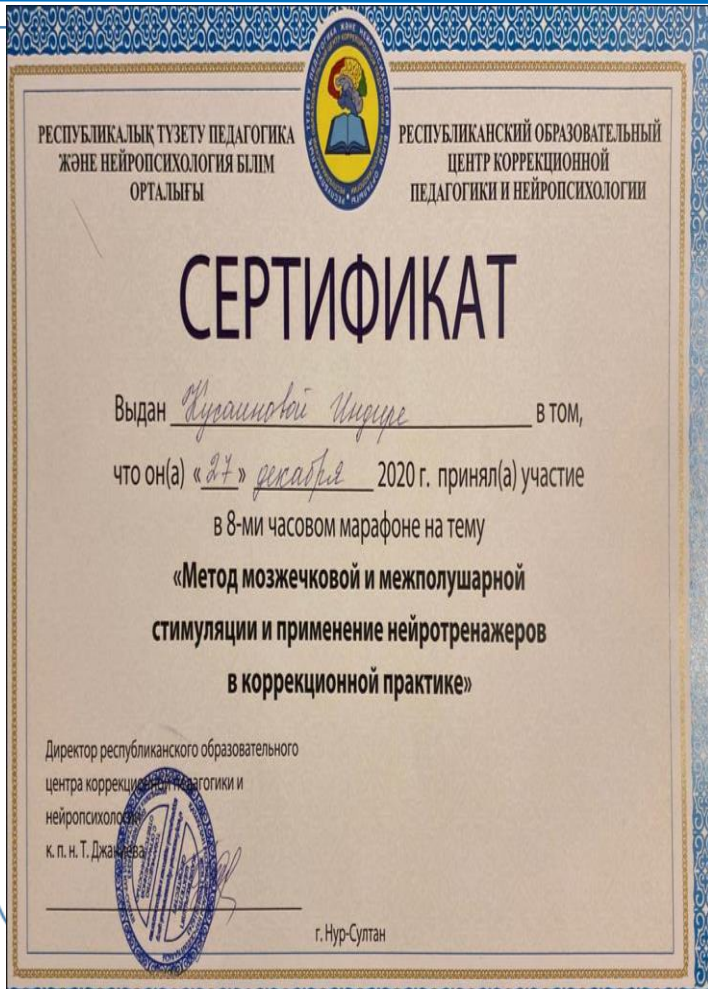 РЕСПУБЛИКАЛЫҚ ТҮЗЕТУ ПЕДАГОГИКА
ЖӘНЕ НЕЙРОПСИХОЛОГИЯ БІЛІМ
ОРТАЛЫҒЫ
РЕСПУБЛИКАНСКИЙ ОБРАЗОВАТЕЛЬНЫЙ
ЦЕНТР КОРРЕКЦИОННОЙ
ПЕДАГОГИКИ И НЕЙРОПСИХОЛОГИИ
СЕРТИФИКАТ
Выдан Кусаиновой Индире в том,
что он(а) «27» декабря 2020 г. принял(а) участие
в 8-ми часовом марафоне на тему
«Метод мозжечковой и межполушарной
стимуляции и применение нейротренажеров
в коррекционной практике»
Директор республиканского образовательного
центра коррекционной педагогики и
нейропсихологии
к. п. н. Т.
г. Нур-Султан